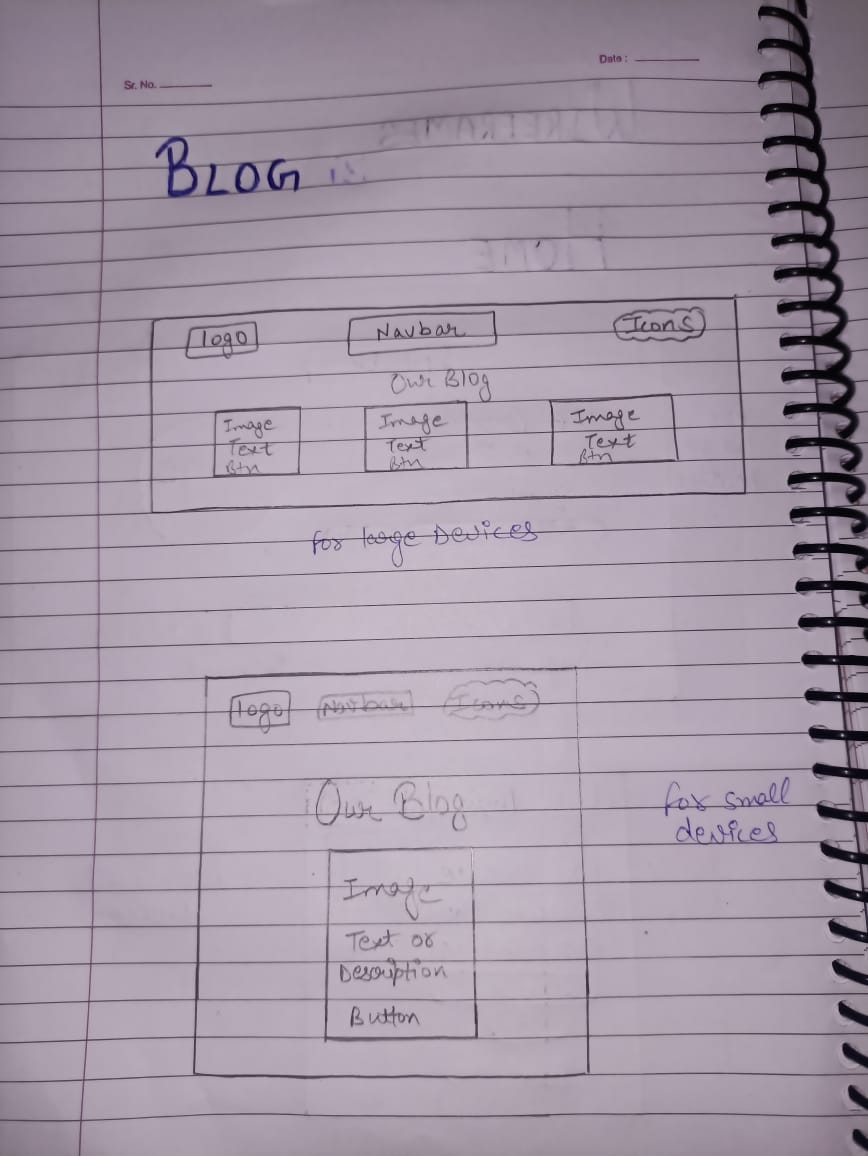 Date :
Sr. No.
BLOG
logo Navbar Icons
Our Blog
Image Image Image
Text Text Text
Btn Btn Btn
for large Devices
logo Navbar Icons
Our Blog
for small
devices
Image
Text or
Description
Button